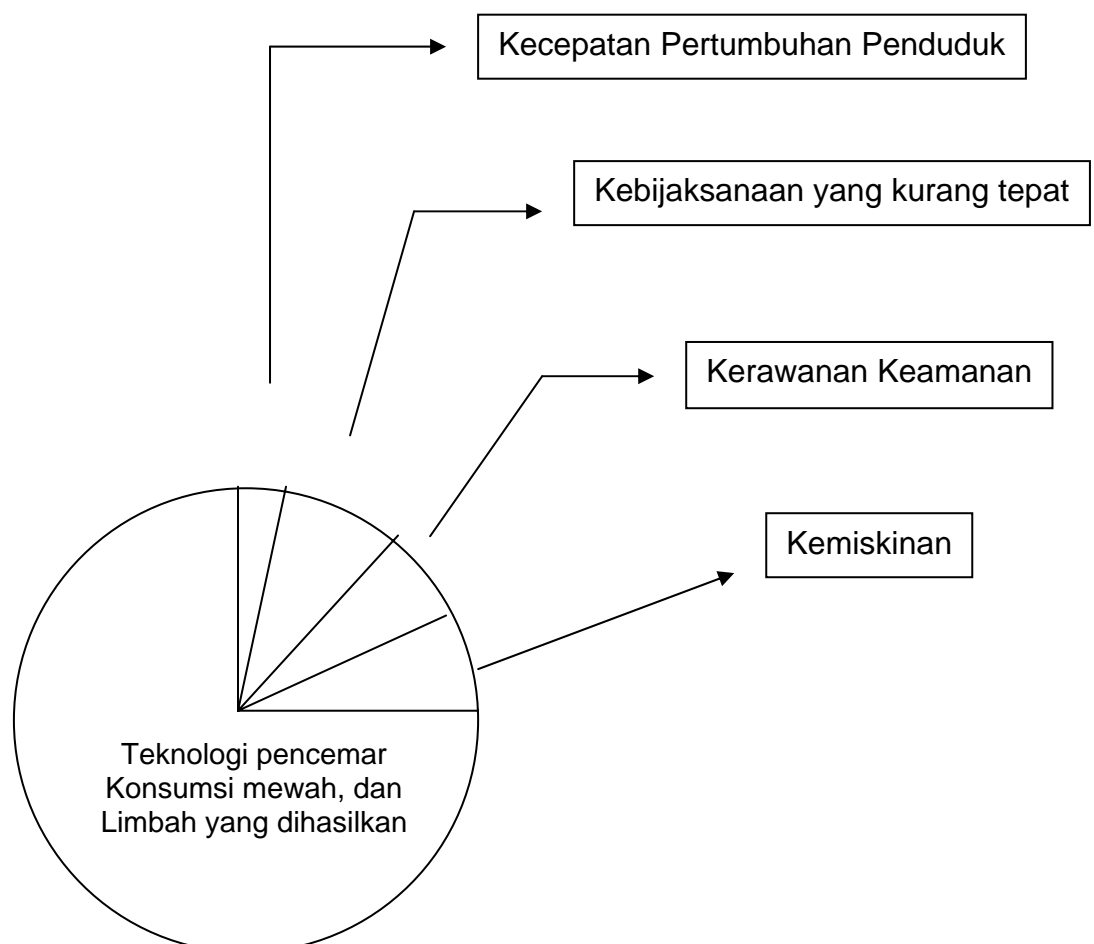 Kecepatan Pertumbuhan Penduduk
Kebijaksanaan yang kurang tepat
Kerawanan Keamanan
Kemiskinan
Teknologi pencemar
Konsumsi mewah, dan
Limbah yang dihasilkan